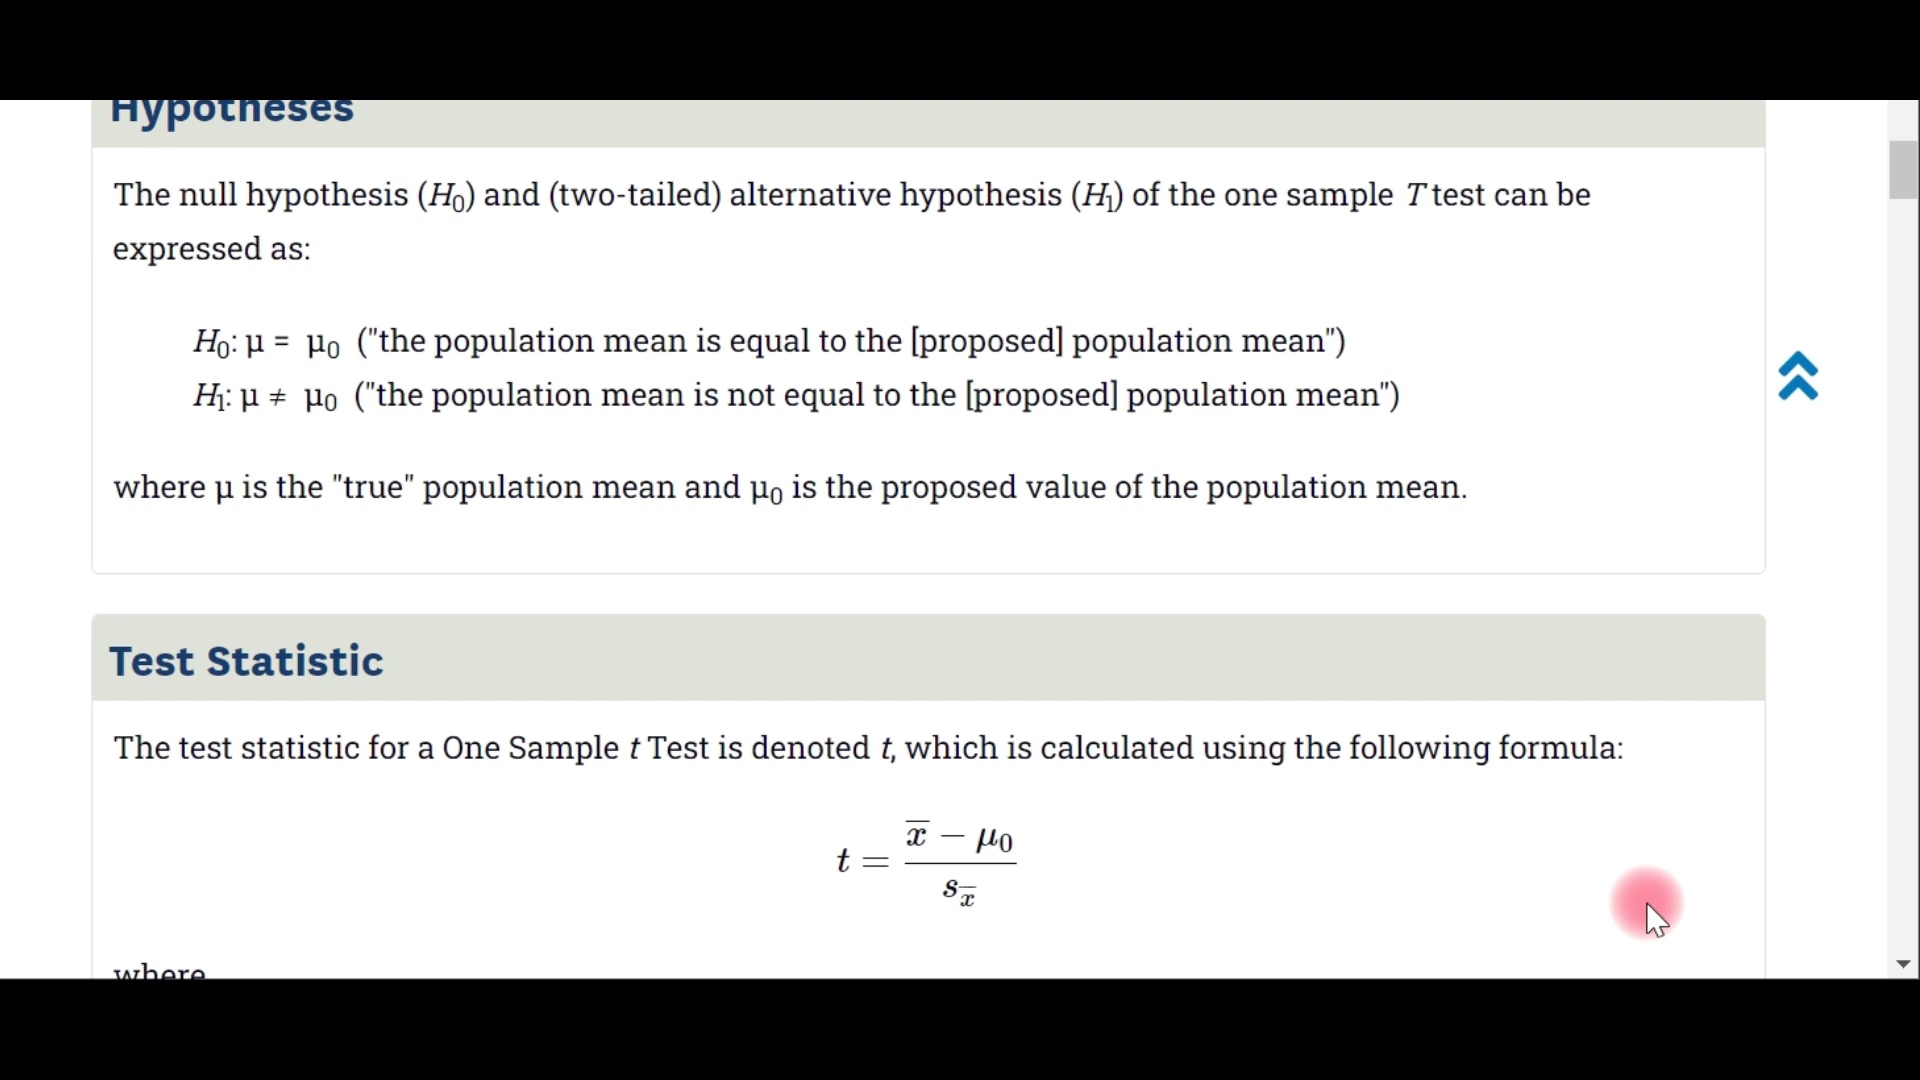 Hypotheses
The null hypothesis (H₀) and (two-tailed) alternative hypothesis (H₁) of the one sample T test can be
expressed as:
H₀: µ = µ₀ ("the population mean is equal to the [proposed] population mean")
H₁: µ ≠ µ₀ ("the population mean is not equal to the [proposed] population mean")
where µ is the "true" population mean and µ₀ is the proposed value of the population mean.
Test Statistic
The test statistic for a One Sample t Test is denoted t, which is calculated using the following formula:
t = (x̅ − μ₀) / s_x̅
where